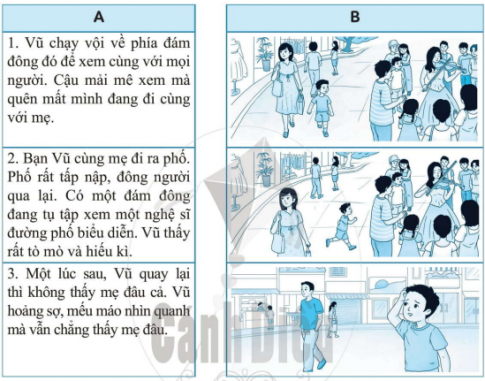 A
B
1. Vũ chạy vội về phía đám
đông đó để xem cùng với mọi
người. Cậu mải mê xem mà
quên mất mình đang đi cùng
với mẹ.
2. Bạn Vũ cùng mẹ đi ra phố.
Phố rất tấp nập, đông người
qua lại. Có một đám đông
đang tụ tập xem một nghệ sĩ
đường phố biểu diễn. Vũ thấy
rất tò mò và hiếu kì.
3. Một lúc sau, Vũ quay lại
thì không thấy mẹ đâu cả. Vũ
hoảng sợ, mếu máo nhìn quanh
mà vẫn chẳng thấy mẹ đâu.
Cánh Diều